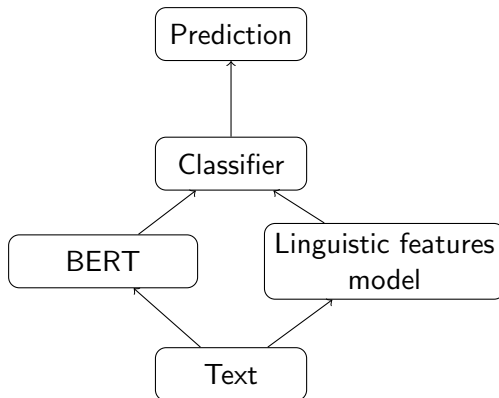 Prediction
Classifier
BERT
Linguistic features
model
Text